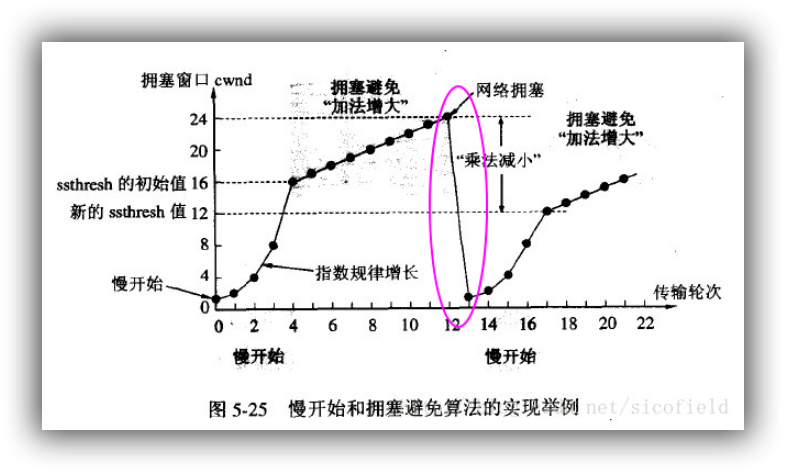 拥塞窗口 cwnd
拥塞避免
“加法增大”
网络拥塞
拥塞避免
“加法增大”
24
20
“乘法减小”
ssthresh 的初始值 16
新的 ssthresh 值 12
8
4
慢开始
指数规律增长
0
传输轮次
0 2 4 6 8 10 12 14 16 18 20 22
慢开始
慢开始
图 5-25 慢开始和拥塞避免算法的实现举例
net/sicofield